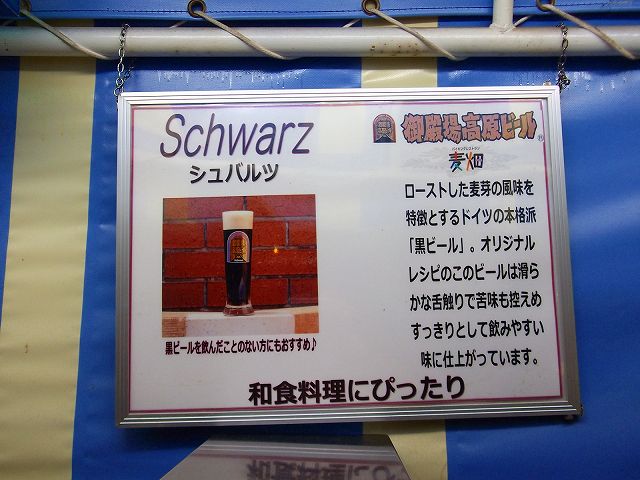 Schwarz
シュバルツ
御殿場高原ビール
麦畑
ローストした麦芽の風味を
特徴とするドイツの本格派
「黒ビール」。オリジナル
レシピのこのビールは滑ら
かな舌触りで苦味も控えめ
すっきりとして飲みやすい
味に仕上がっています。
黒ビールを飲んだことのない方にもおすすめ♪
和食料理にぴったり